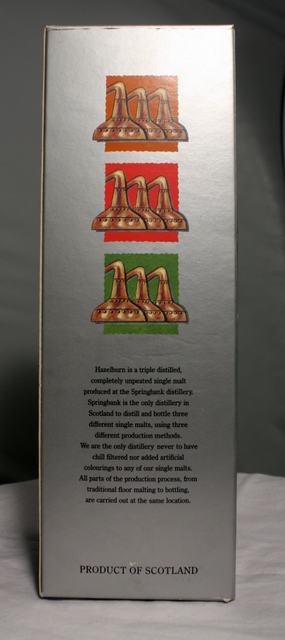 Hazelburn is a triple distilled,
completely unpeated single malt
produced at the Springbank distillery.
Springbank is the only distillery in
Scotland to distill and bottle three
different single malts, using three
different production methods.
We are the only distillery never to have
chill filtered nor added artificial
colourings to any of our single malts.
All parts of the production process, from
traditional floor malting to bottling,
are carried out at the same location.
PRODUCT OF SCOTLAND